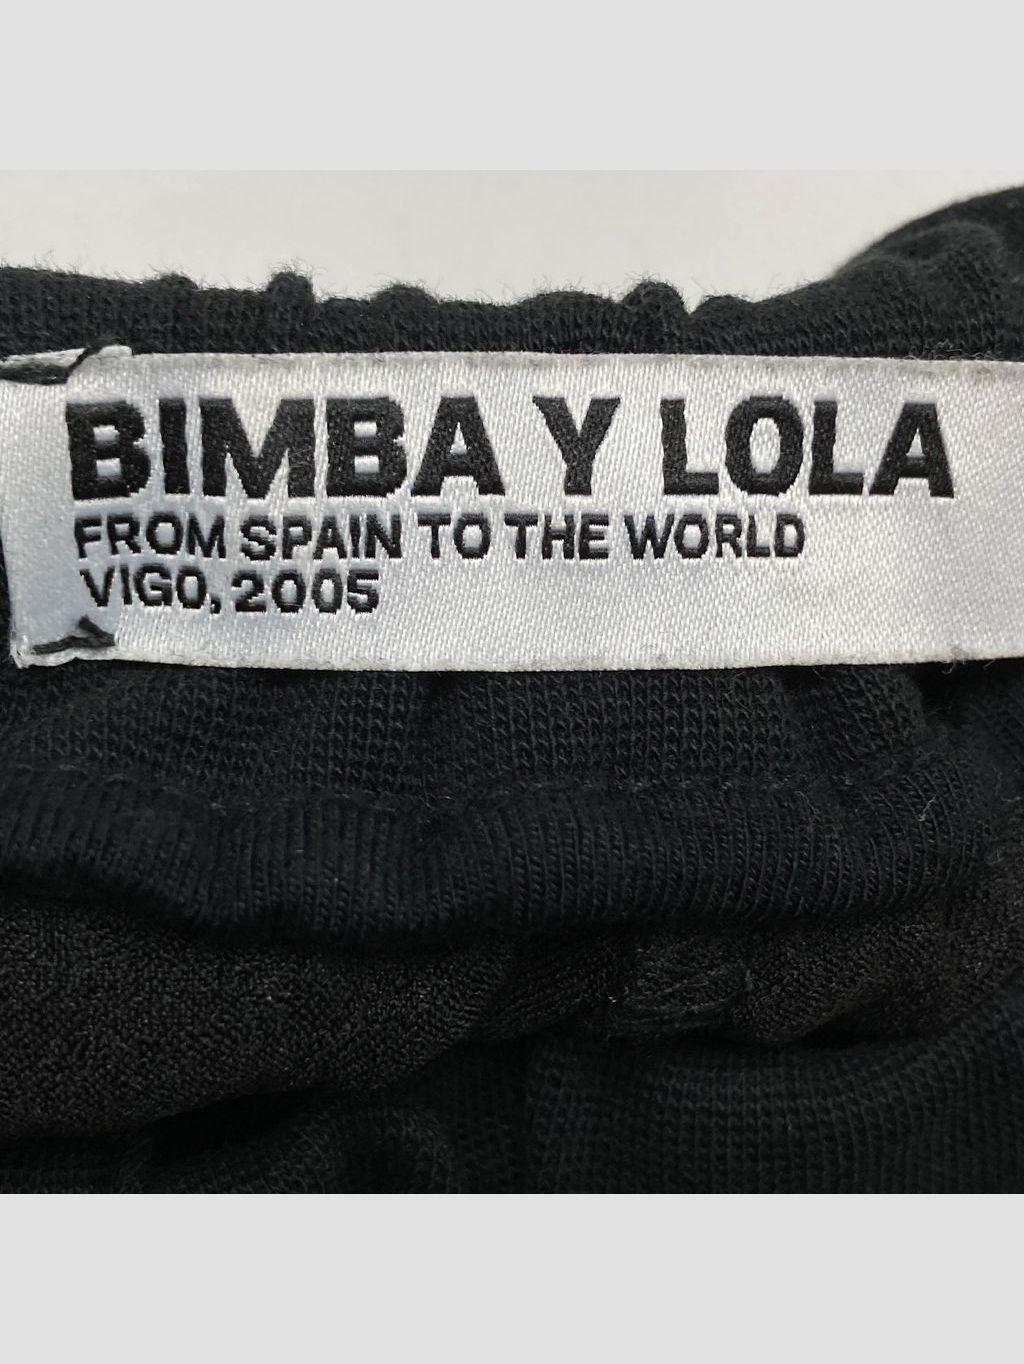 BIMBA Y LOLA
FROM SPAIN TO THE WORLD
VIGO, 2005